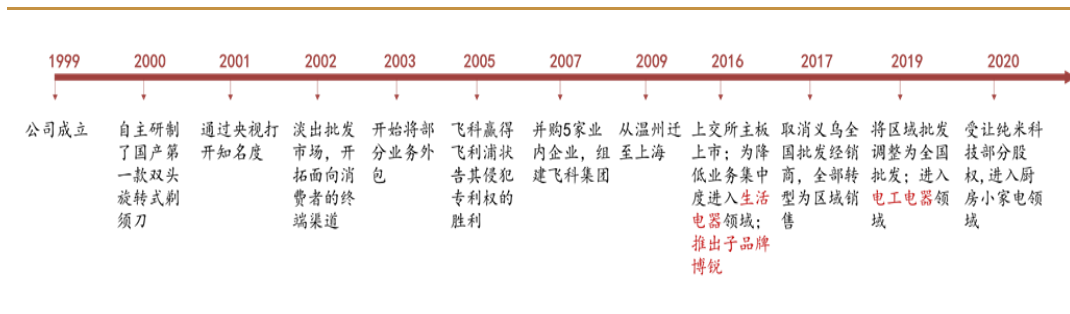 1999
2000
2001
2002
2003
2005
2007
2009
2016
2017
2019
2020
公司成立
自主研制
了国产第
一款双头
旋转式剃
须刀
通过央视打
开知名度
淡出批发
市场，开
拓面向消
费者的终
端渠道
开始将部
分业务外
包
飞科赢得
飞利浦状
告其侵犯
专利权的
胜利
并购5家业
内企业，组
建飞科集团
从温州迁
至上海
上交所主板
上市；为降
低业务集中
度进入生活
电器领域；
推出子品牌
博锐
取消义乌全
国批发经销
商，全部转
型为区域销
售
将区域批发
调整为全国
批发；进入
电工电器领
域
受让纯米科
技部分股
权,进入厨
房小家电领
域